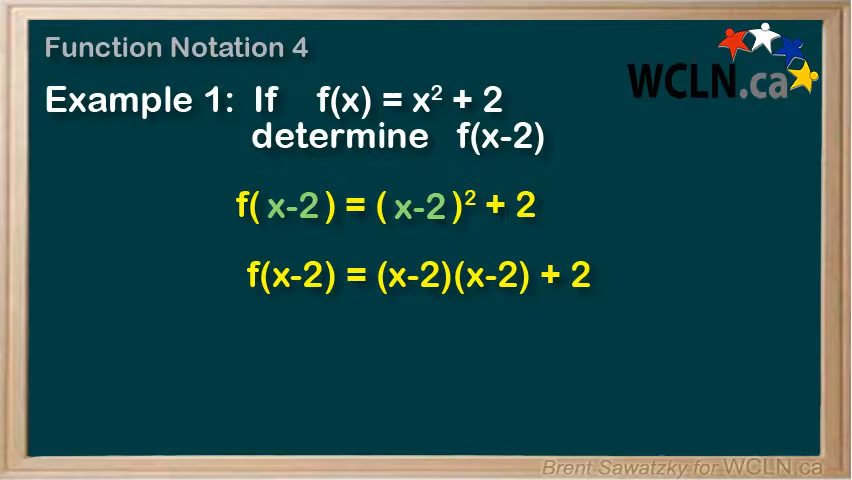 Function Notation 4
WCLN.ca
Example 1: If f(x) = x² + 2
determine f(x-2)
f( x-2 ) = ( x-2 )² + 2
f(x-2) = (x-2)(x-2) + 2
Brent Sawatzky for WCLN.ca